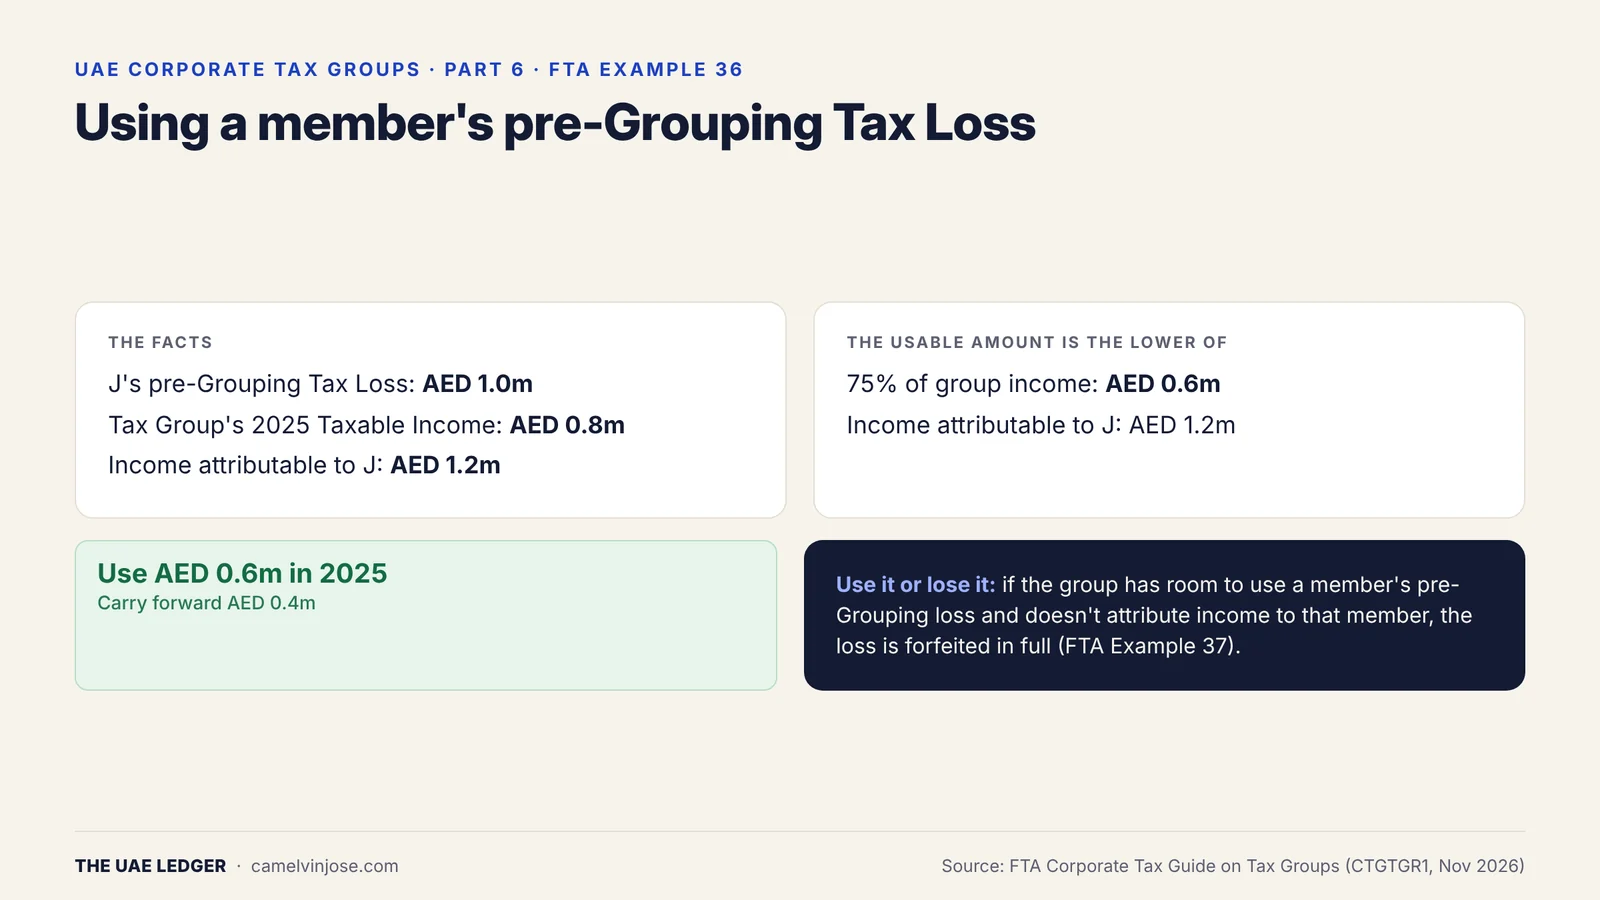 UAE CORPORATE TAX GROUPS · PART 6 · FTA EXAMPLE 36
Using a member's pre-Grouping Tax Loss
THE FACTS
J's pre-Grouping Tax Loss: AED 1.0m
Tax Group's 2025 Taxable Income: AED 0.8m
Income attributable to J: AED 1.2m
THE USABLE AMOUNT IS THE LOWER OF
75% of group income: AED 0.6m
Income attributable to J: AED 1.2m
Use AED 0.6m in 2025
Carry forward AED 0.4m
Use it or lose it: if the group has room to use a member's pre-
Grouping loss and doesn't attribute income to that member, the
loss is forfeited in full (FTA Example 37).
THE UAE LEDGER · camelvinjose.com
Source: FTA Corporate Tax Guide on Tax Groups (CTGTGR1, Nov 2026)